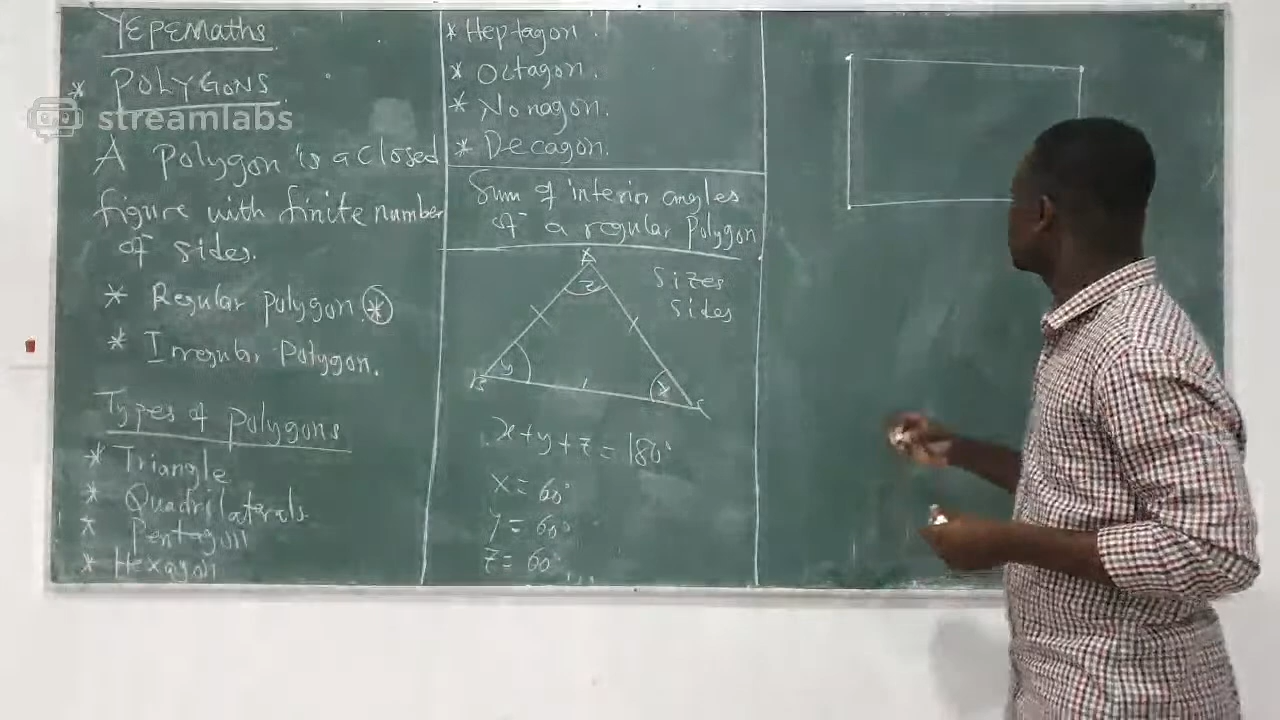 YEPEMaths
* POLYGONS
streamlabs
A polygon is a closed
figure with finite number
of sides.
* Regular polygon. *
* Irregular Polygon.
Types of polygons
* Triangle
* Quadrilaterals
* Pentagon
* Hexagon
* Heptagon.
* Octagon.
* Nonagon.
* Decagon.
Sum of interior angles
of a regular polygon
A
z
Sizes
sides
B
y
x
C
x+y+z=180°
x=60°
y=60°
z=60°